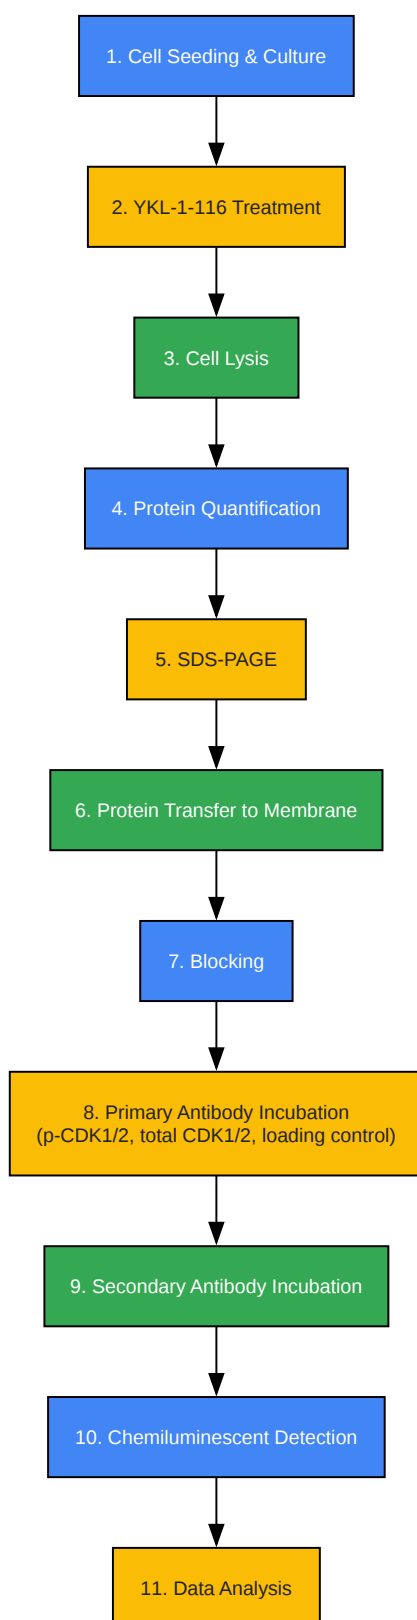 1. Cell Seeding & Culture
2. YKL-1-116 Treatment
3. Cell Lysis
4. Protein Quantification
5. SDS-PAGE
6. Protein Transfer to Membrane
7. Blocking
8. Primary Antibody Incubation
(p-CDK1/2, total CDK1/2, loading control)
9. Secondary Antibody Incubation
10. Chemiluminescent Detection
11. Data Analysis